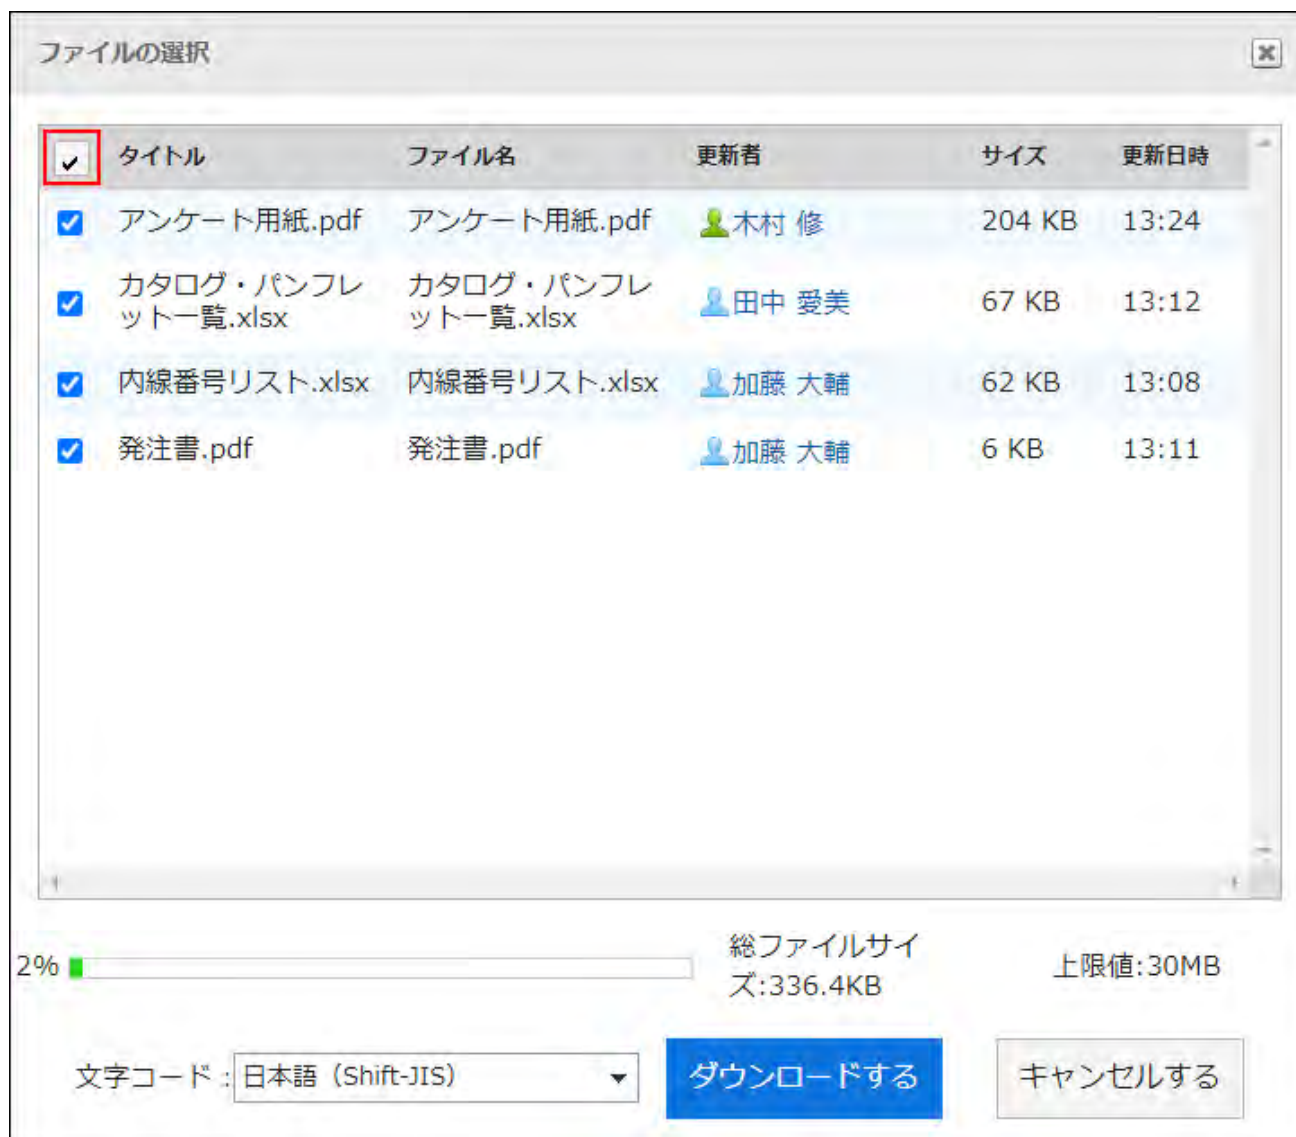 ファイルの選択
タイトル ファイル名 更新者 サイズ 更新日時
アンケート用紙.pdf アンケート用紙.pdf 木村 修 204 KB 13:24
カタログ・パンフレ カタログ・パンフレ
ット一覧.xlsx ット一覧.xlsx 田中 愛美 67 KB 13:12
内線番号リスト.xlsx 内線番号リスト.xlsx 加藤 大輔 62 KB 13:08
発注書.pdf 発注書.pdf 加藤 大輔 6 KB 13:11
2% 総ファイルサイ
ズ:336.4KB 上限値:30MB
文字コード : 日本語（Shift-JIS） ダウンロードする キャンセルする